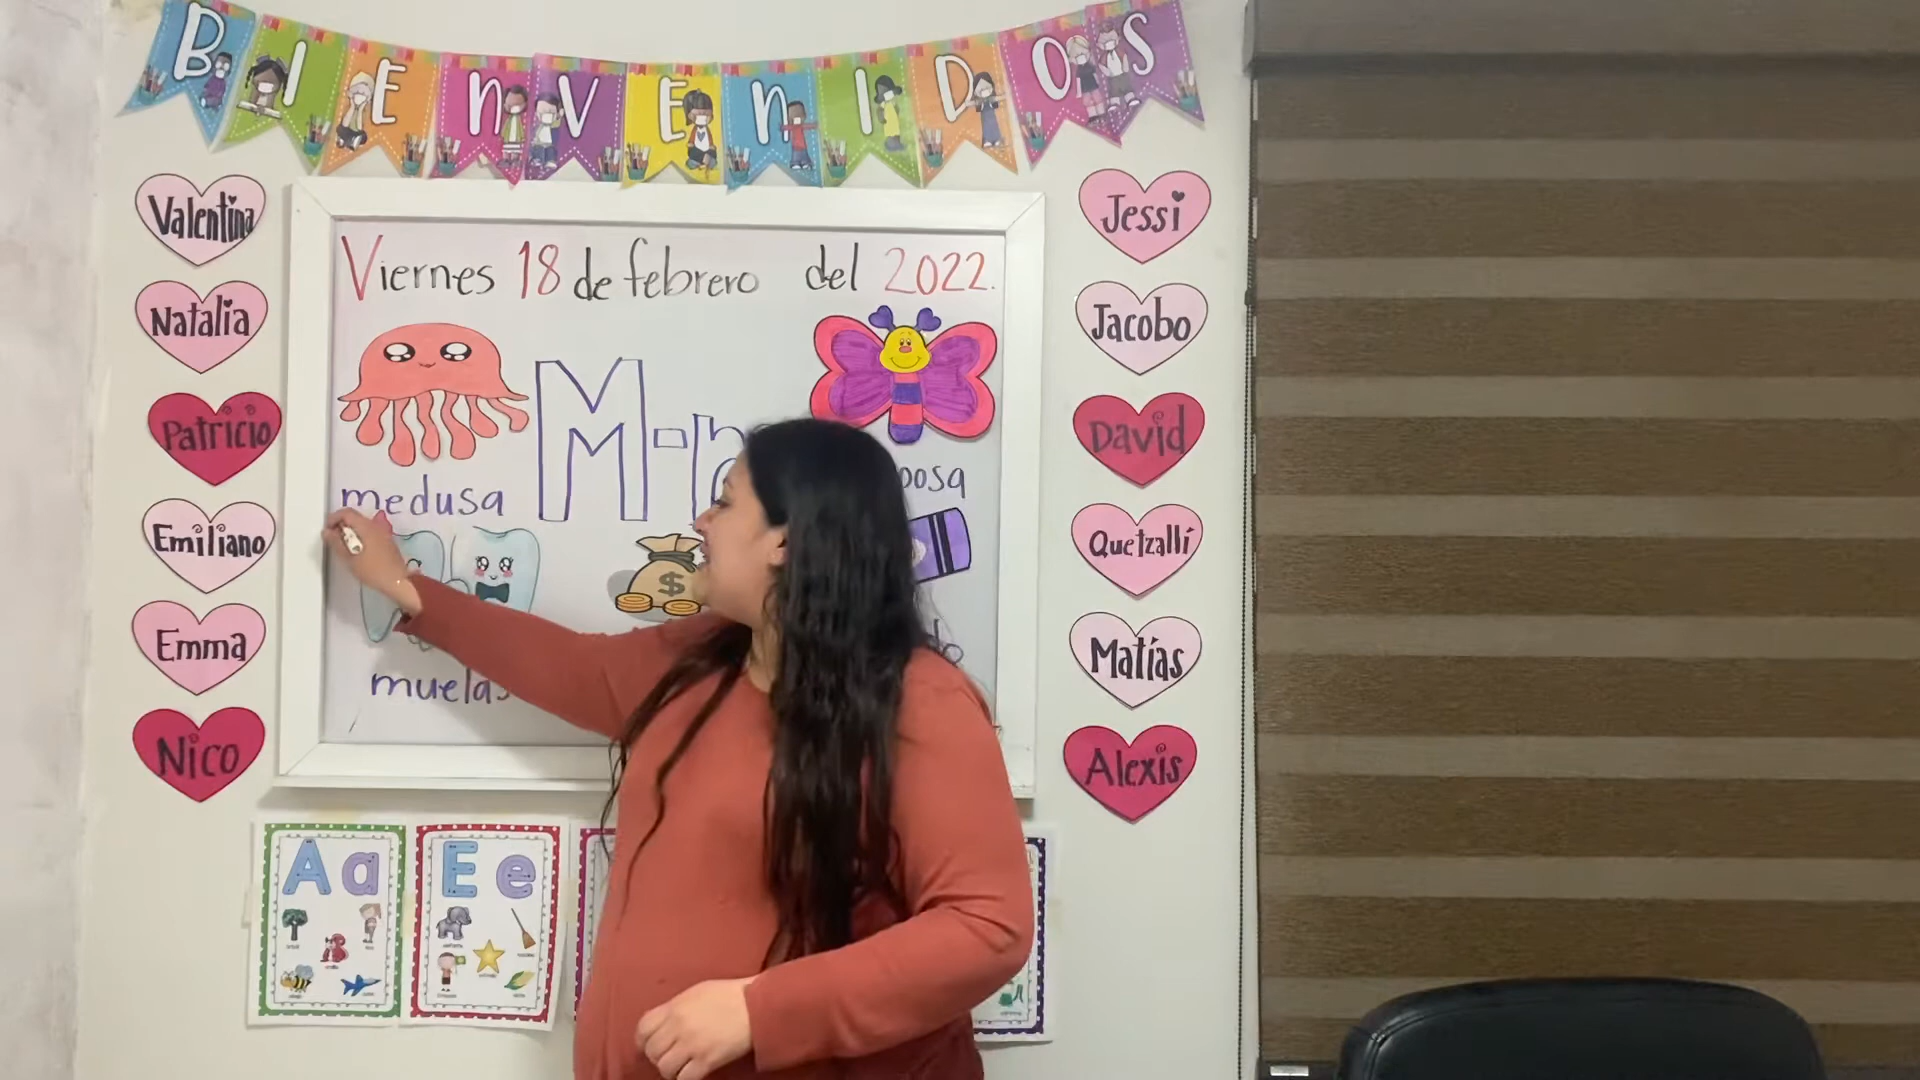 BIENVENIDOS
Valentina
Natalia
Patricio
Emiliano
Emma
Nico
Viernes 18 de febrero del 2022.
M-
medusa
muelas
$
Jessi
Jacobo
David
Quetzallí
Matías
Alexis
Aa
Ee